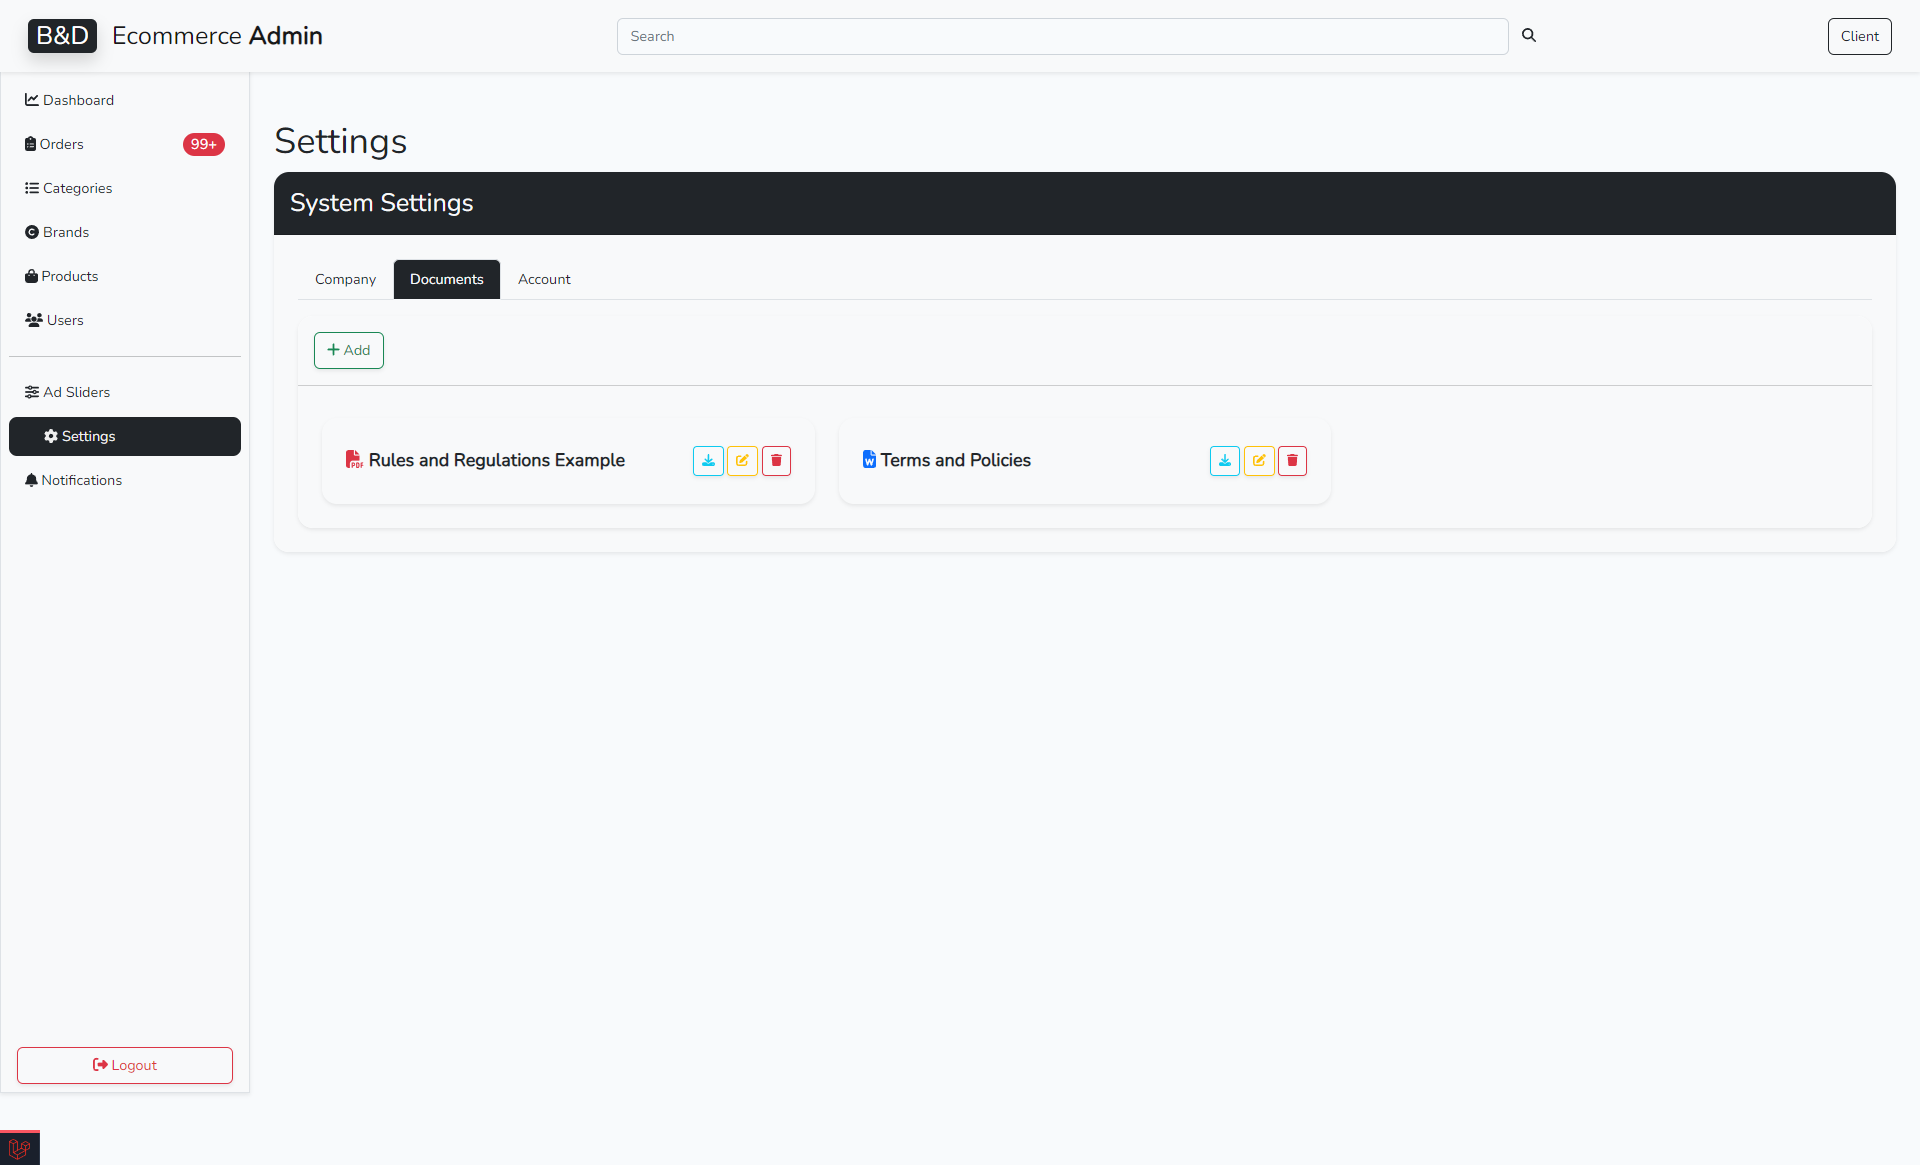 B&D Ecommerce Admin
Search
Client
Dashboard
Orders 99+
Categories
Brands
Products
Users
Ad Sliders
Settings
Notifications
Logout
Settings
System Settings
Company Documents Account
Add
PDF Rules and Regulations Example
W Terms and Policies